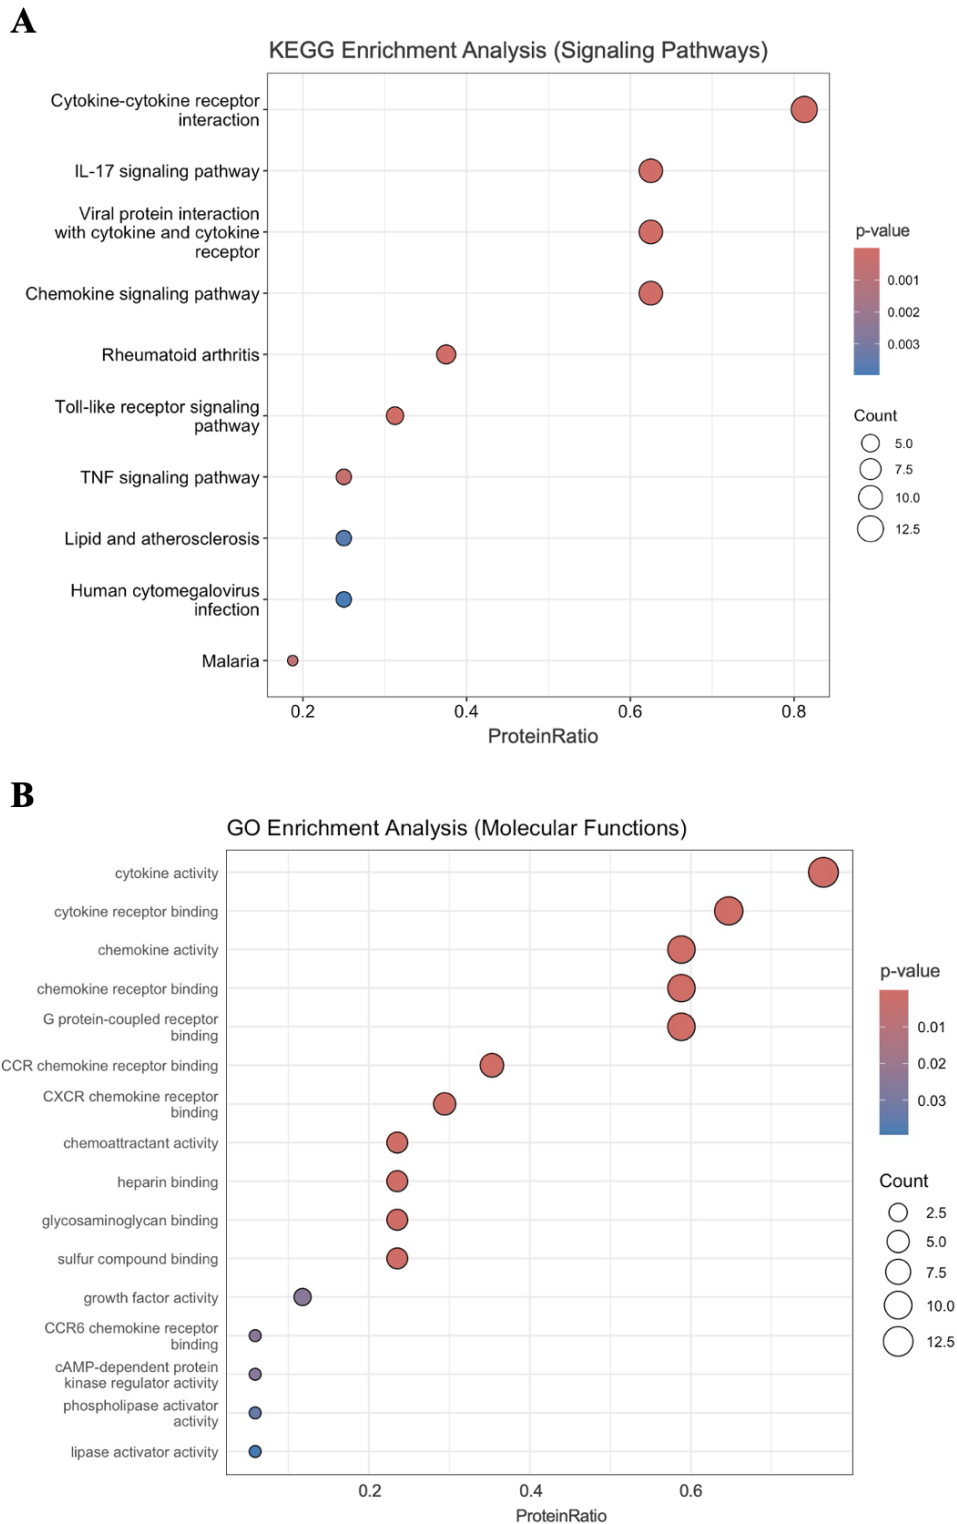 A
KEGG Enrichment Analysis (Signaling Pathways)
Cytokine-cytokine receptor
interaction
IL-17 signaling pathway
Viral protein interaction
with cytokine and cytokine
receptor
Chemokine signaling pathway
Rheumatoid arthritis
Toll-like receptor signaling
pathway
TNF signaling pathway
Lipid and atherosclerosis
Human cytomegalovirus
infection
Malaria
0.2 0.4 0.6 0.8
ProteinRatio
p-value
0.001
0.002
0.003
Count
5.0
7.5
10.0
12.5
B
GO Enrichment Analysis (Molecular Functions)
cytokine activity
cytokine receptor binding
chemokine activity
chemokine receptor binding
G protein-coupled receptor
binding
CCR chemokine receptor binding
CXCR chemokine receptor
binding
chemoattractant activity
heparin binding
glycosaminoglycan binding
sulfur compound binding
growth factor activity
CCR6 chemokine receptor
binding
cAMP-dependent protein
kinase regulator activity
phospholipase activator
activity
lipase activator activity
0.2 0.4 0.6
ProteinRatio
p-value
0.01
0.02
0.03
Count
2.5
5.0
7.5
10.0
12.5